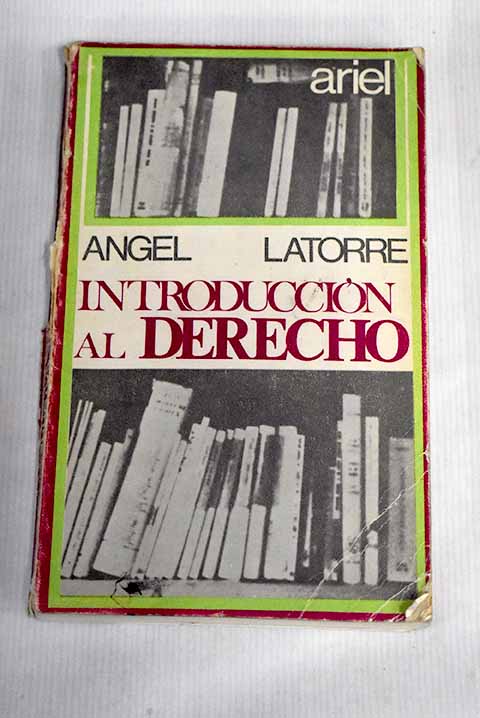 ariel
ANGEL LATORRE
INTRODUCCIÓN
AL DERECHO